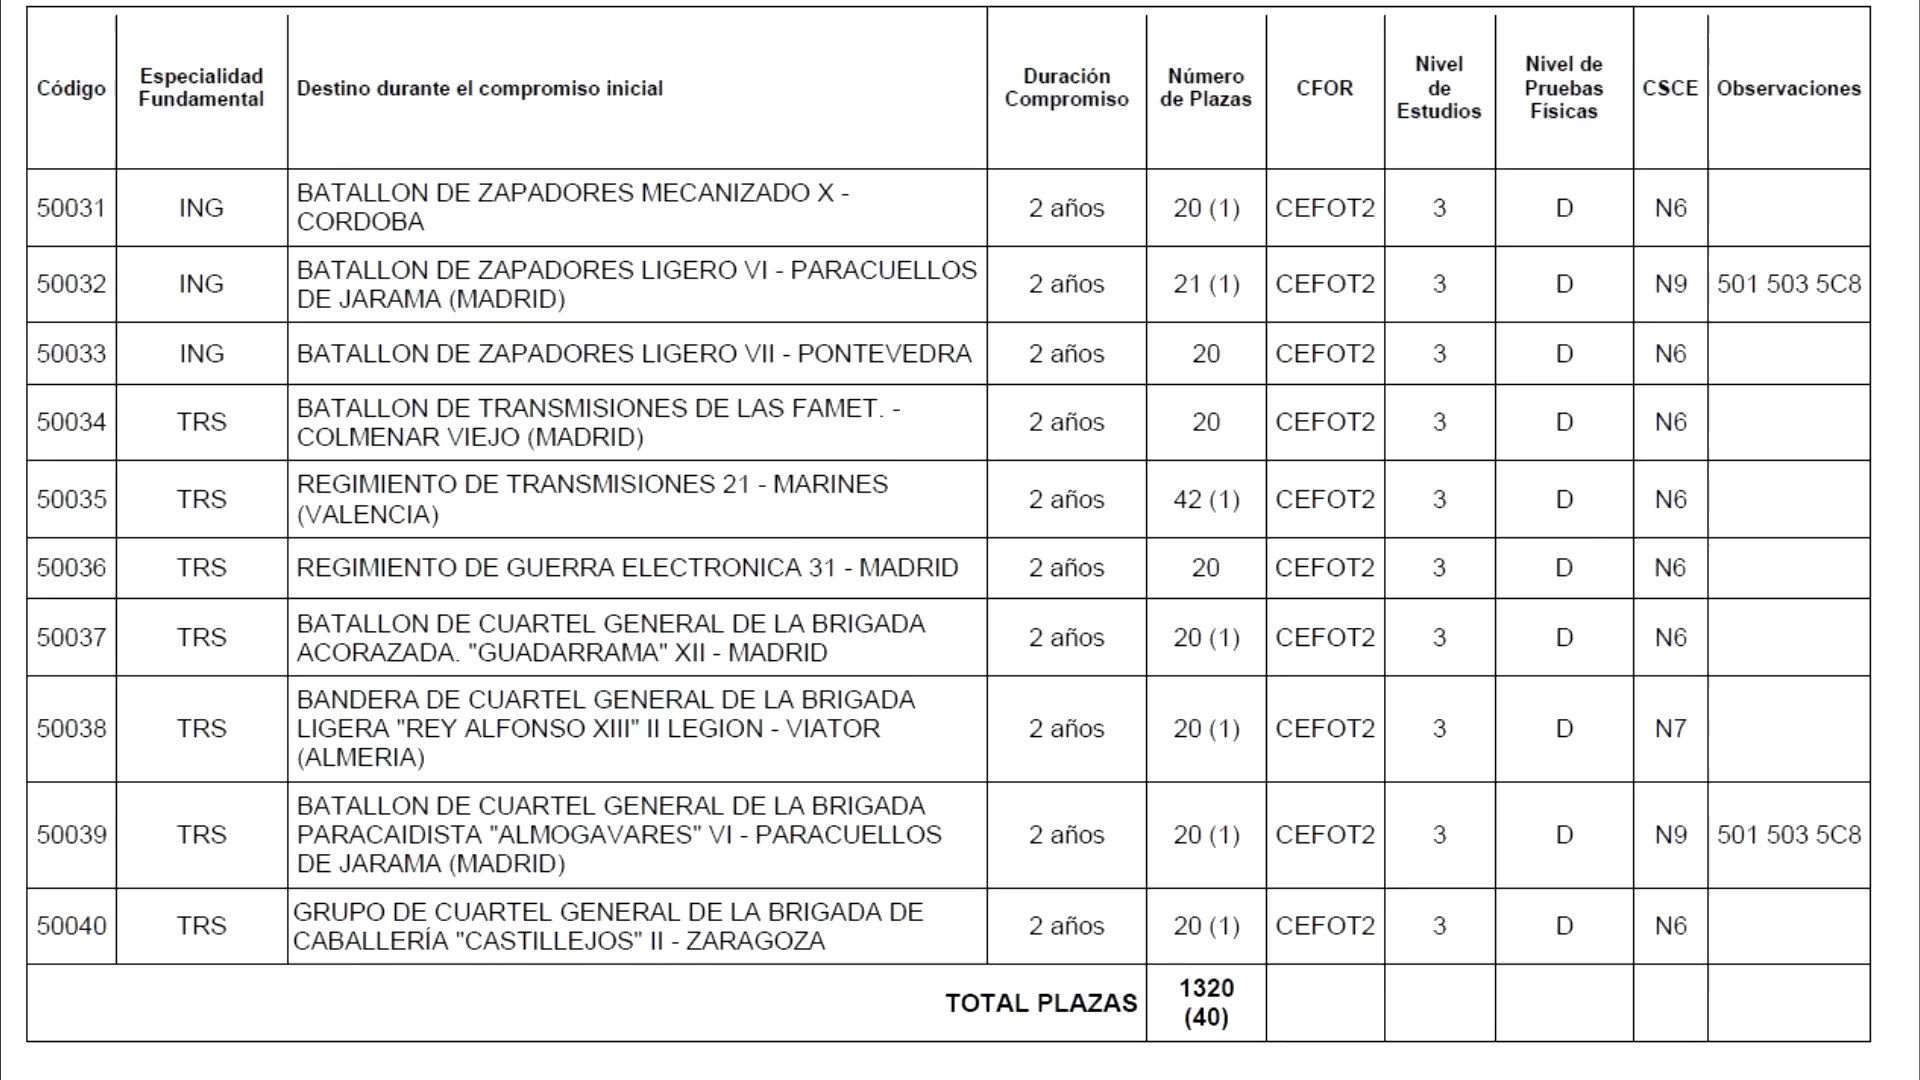 Código
Especialidad
Fundamental
Destino durante el compromiso inicial
Duración
Compromiso
Número
de Plazas
CFOR
Nivel
de
Estudios
Nivel de
Pruebas
Físicas
CSCE
Observaciones
50031
ING
BATALLON DE ZAPADORES MECANIZADO X -
CORDOBA
2 años
20 (1)
CEFOT2
3
D
N6
50032
ING
BATALLON DE ZAPADORES LIGERO VI - PARACUELLOS
DE JARAMA (MADRID)
2 años
21 (1)
CEFOT2
3
D
N9
501 503 5C8
50033
ING
BATALLON DE ZAPADORES LIGERO VII - PONTEVEDRA
2 años
20
CEFOT2
3
D
N6
50034
TRS
BATALLON DE TRANSMISIONES DE LAS FAMET. -
COLMENAR VIEJO (MADRID)
2 años
20
CEFOT2
3
D
N6
50035
TRS
REGIMIENTO DE TRANSMISIONES 21 - MARINES
(VALENCIA)
2 años
42 (1)
CEFOT2
3
D
N6
50036
TRS
REGIMIENTO DE GUERRA ELECTRONICA 31 - MADRID
2 años
20
CEFOT2
3
D
N6
50037
TRS
BATALLON DE CUARTEL GENERAL DE LA BRIGADA
ACORAZADA. "GUADARRAMA" XII - MADRID
2 años
20 (1)
CEFOT2
3
D
N6
50038
TRS
BANDERA DE CUARTEL GENERAL DE LA BRIGADA
LIGERA "REY ALFONSO XIII" II LEGION - VIATOR
(ALMERIA)
2 años
20 (1)
CEFOT2
3
D
N7
50039
TRS
BATALLON DE CUARTEL GENERAL DE LA BRIGADA
PARACAIDISTA "ALMOGAVARES" VI - PARACUELLOS
DE JARAMA (MADRID)
2 años
20 (1)
CEFOT2
3
D
N9
501 503 5C8
50040
TRS
GRUPO DE CUARTEL GENERAL DE LA BRIGADA DE
CABALLERÍA "CASTILLEJOS" II - ZARAGOZA
2 años
20 (1)
CEFOT2
3
D
N6
TOTAL PLAZAS
1320
(40)